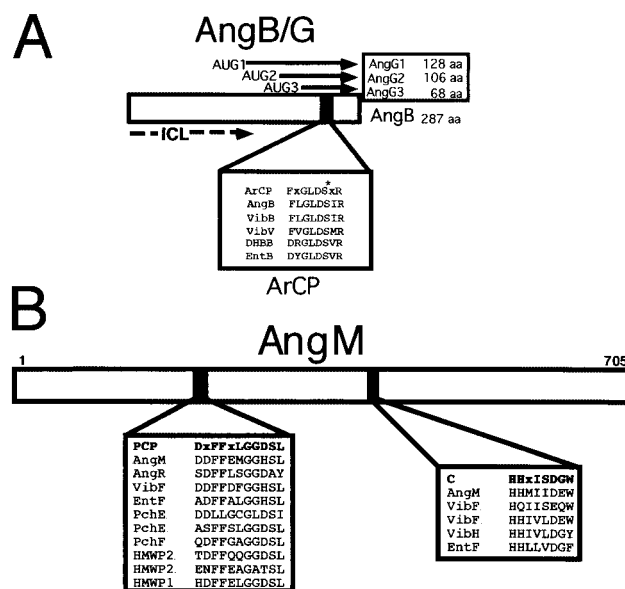 A
AngB/G
AUG1
AUG2
AUG3
AngG1 128 aa
AngG2 106 aa
AngG3 68 aa
AngB 287 aa
ICL
*
ArCP FxGLDSxR
AngB FLGLDSIR
VibB FLGLDSIR
VibV FVGLDSMR
DHBB DRGLDSVR
EntB DYGLDSVR
ArCP
B
AngM
1 705
PCP DxFFxLGGDSL
AngM DDFFEMGGHSL
AngR SDFFLSGGDAY
VibF DDFFDFGGHSL
EntF ADFFALGGHSL
PchE DDLLGCGLDSI
PchE ASFFSLGGDSL
PchF QDFFGAGGDSL
HMWP2 TDFFQQGGDSL
HMWP2 ENFFEAGATSL
HMWP1 HDFFELGGDSL
C HHxISDGW
AngM HHMIIDEW
VibF HQIISEQW
VibF HHIVLDEW
VibH HHIVLDGY
EntF HHLLVDGF